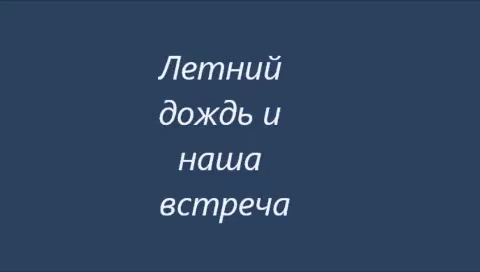 Летний
дождь и
наша
встреча